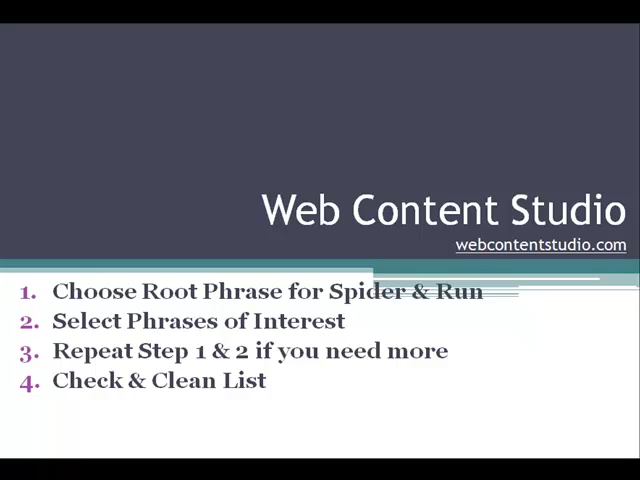 Web Content Studio
webcontentstudio.com
1. Choose Root Phrase for Spider & Run
2. Select Phrases of Interest
3. Repeat Step 1 & 2 if you need more
4. Check & Clean List